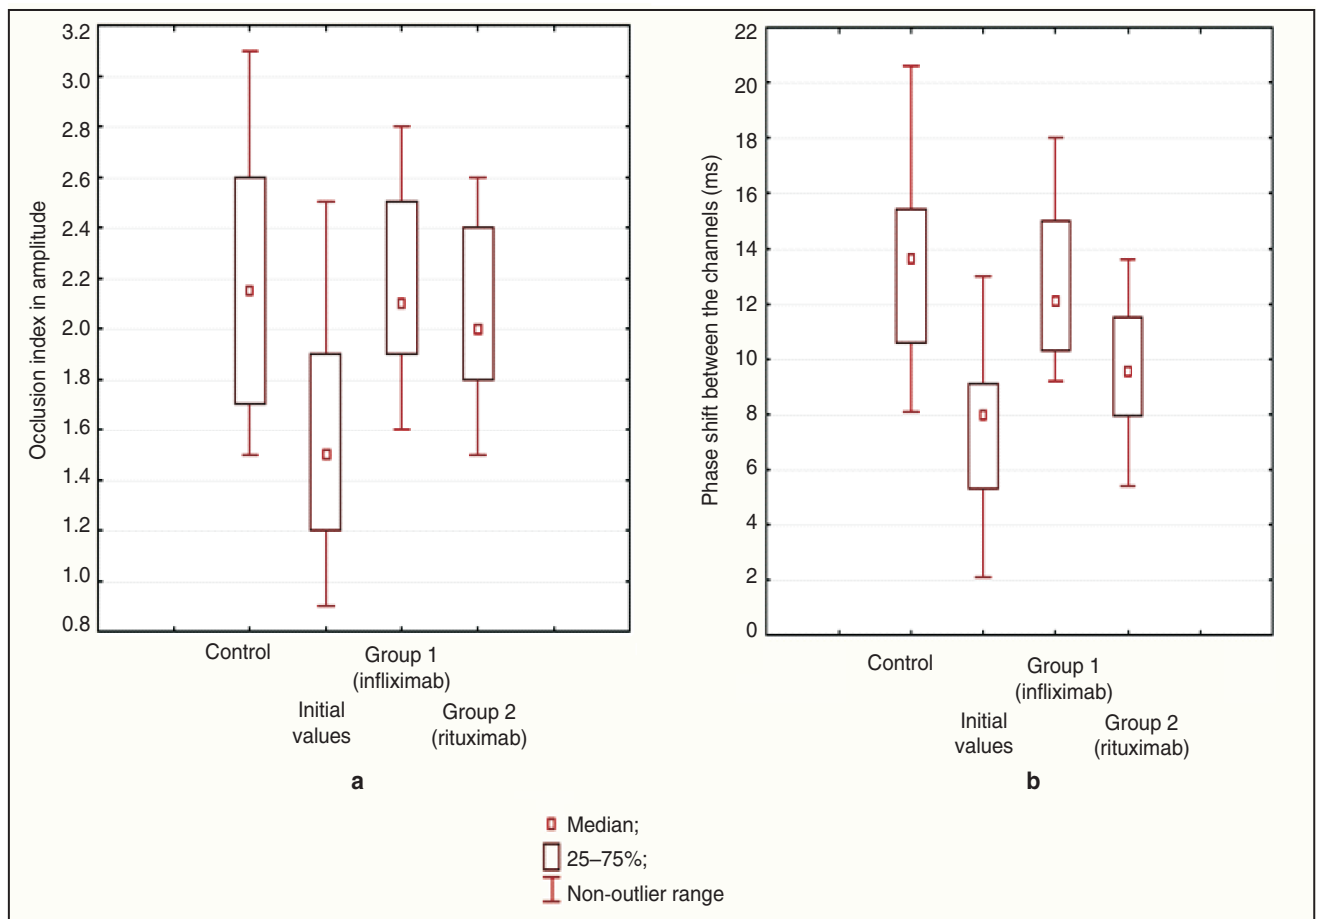 Occlusion index in amplitude
3.2
3.0
2.8
2.6
2.4
2.2
2.0
1.8
1.6
1.4
1.2
1.0
0.8
Control
Group 1
(infliximab)
Initial
values
Group 2
(rituximab)
a
Phase shift between the channels (ms)
22
20
18
16
14
12
10
8
6
4
2
0
Control
Group 1
(infliximab)
Initial
values
Group 2
(rituximab)
b
Median;
25–75%;
Non-outlier range